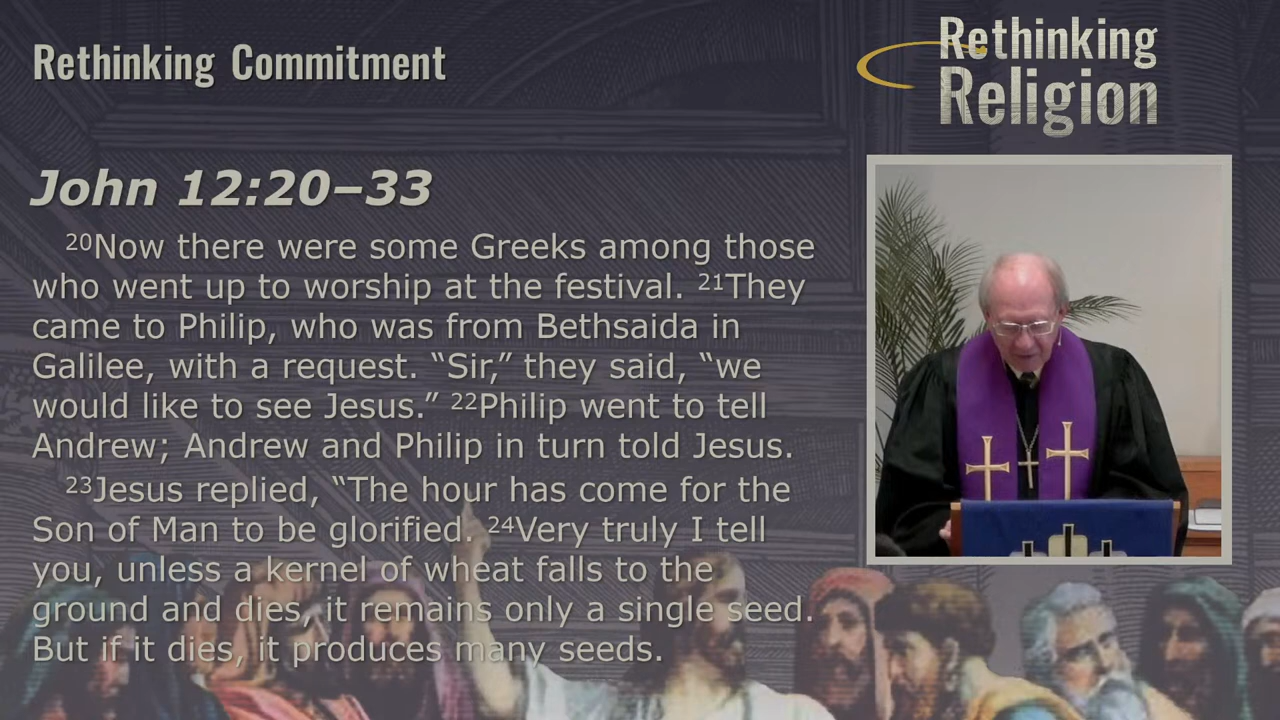 Rethinking Commitment
Rethinking
Religion
John 12:20–33
²⁰Now there were some Greeks among those
who went up to worship at the festival. ²¹They
came to Philip, who was from Bethsaida in
Galilee, with a request. “Sir,” they said, “we
would like to see Jesus.” ²²Philip went to tell
Andrew; Andrew and Philip in turn told Jesus.
²³Jesus replied, “The hour has come for the
Son of Man to be glorified. ²⁴Very truly I tell
you, unless a kernel of wheat falls to the
ground and dies, it remains only a single seed.
But if it dies, it produces many seeds.